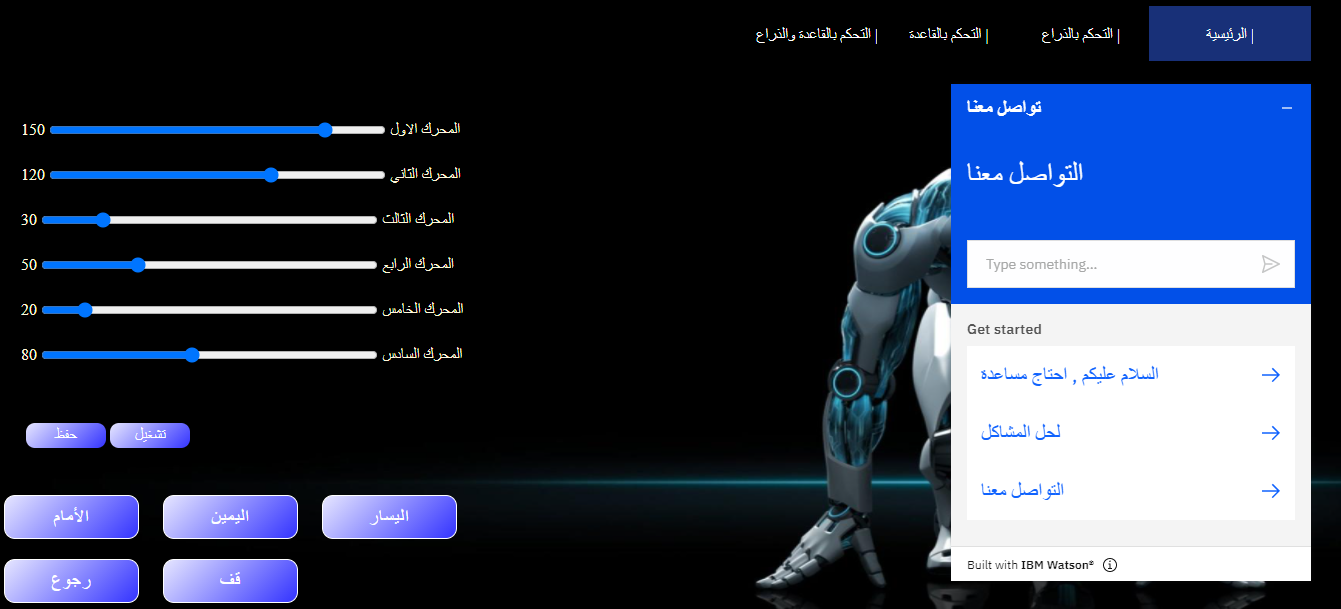 الرئيسية |
التحكم بالذراع |
التحكم بالقاعدة |
التحكم بالقاعدة والذراع |
المحرك الاول 150
المحرك الثاني 120
المحرك الثالث 30
المحرك الرابع 50
المحرك الخامس 20
المحرك السادس 80
حفظ تشغيل
الأمام اليمين اليسار
رجوع قف
تواصل معنا
التواصل معنا
Type something...
Get started
السلام عليكم , احتاج مساعدة
لحل المشاكل
التواصل معنا
Built with IBM Watson®